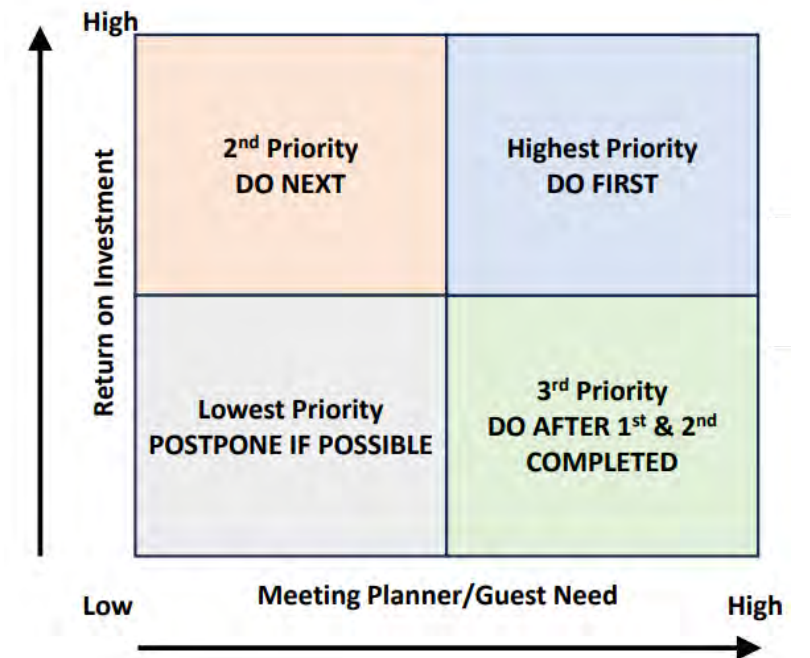 High
2nd Priority
DO NEXT
Highest Priority
DO FIRST
Return on Investment
Lowest Priority
POSTPONE IF POSSIBLE
3rd Priority
DO AFTER 1st & 2nd
COMPLETED
Low
Meeting Planner/Guest Need
High